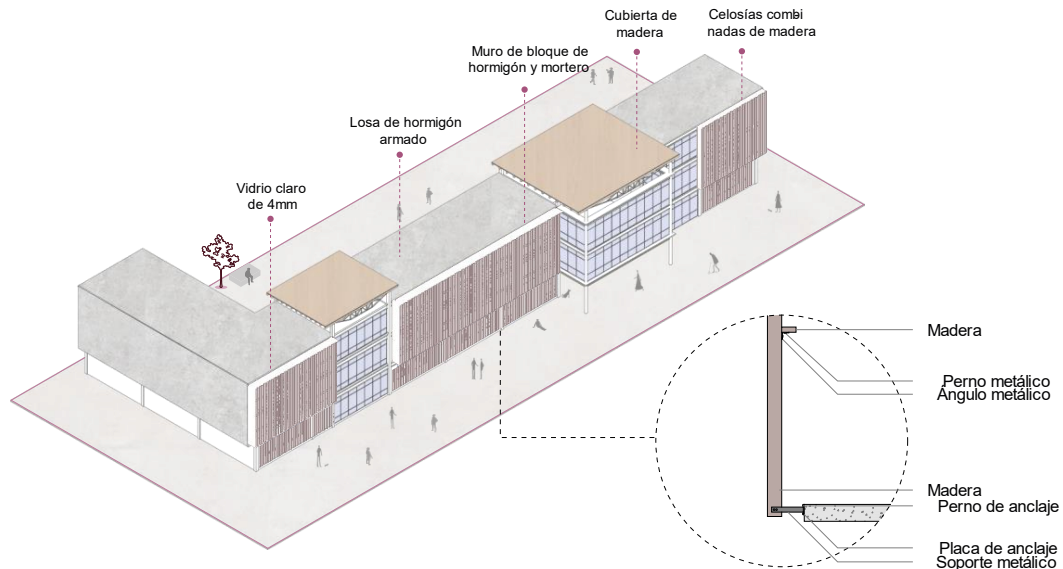 Cubierta de
madera
Celosías combi
nadas de madera
Muro de bloque de
hormigón y mortero
Losa de hormigón
armado
Vidrio claro
de 4mm
Madera
Perno metálico
Ángulo metálico
Madera
Perno de anclaje
Placa de anclaje
Soporte metálico